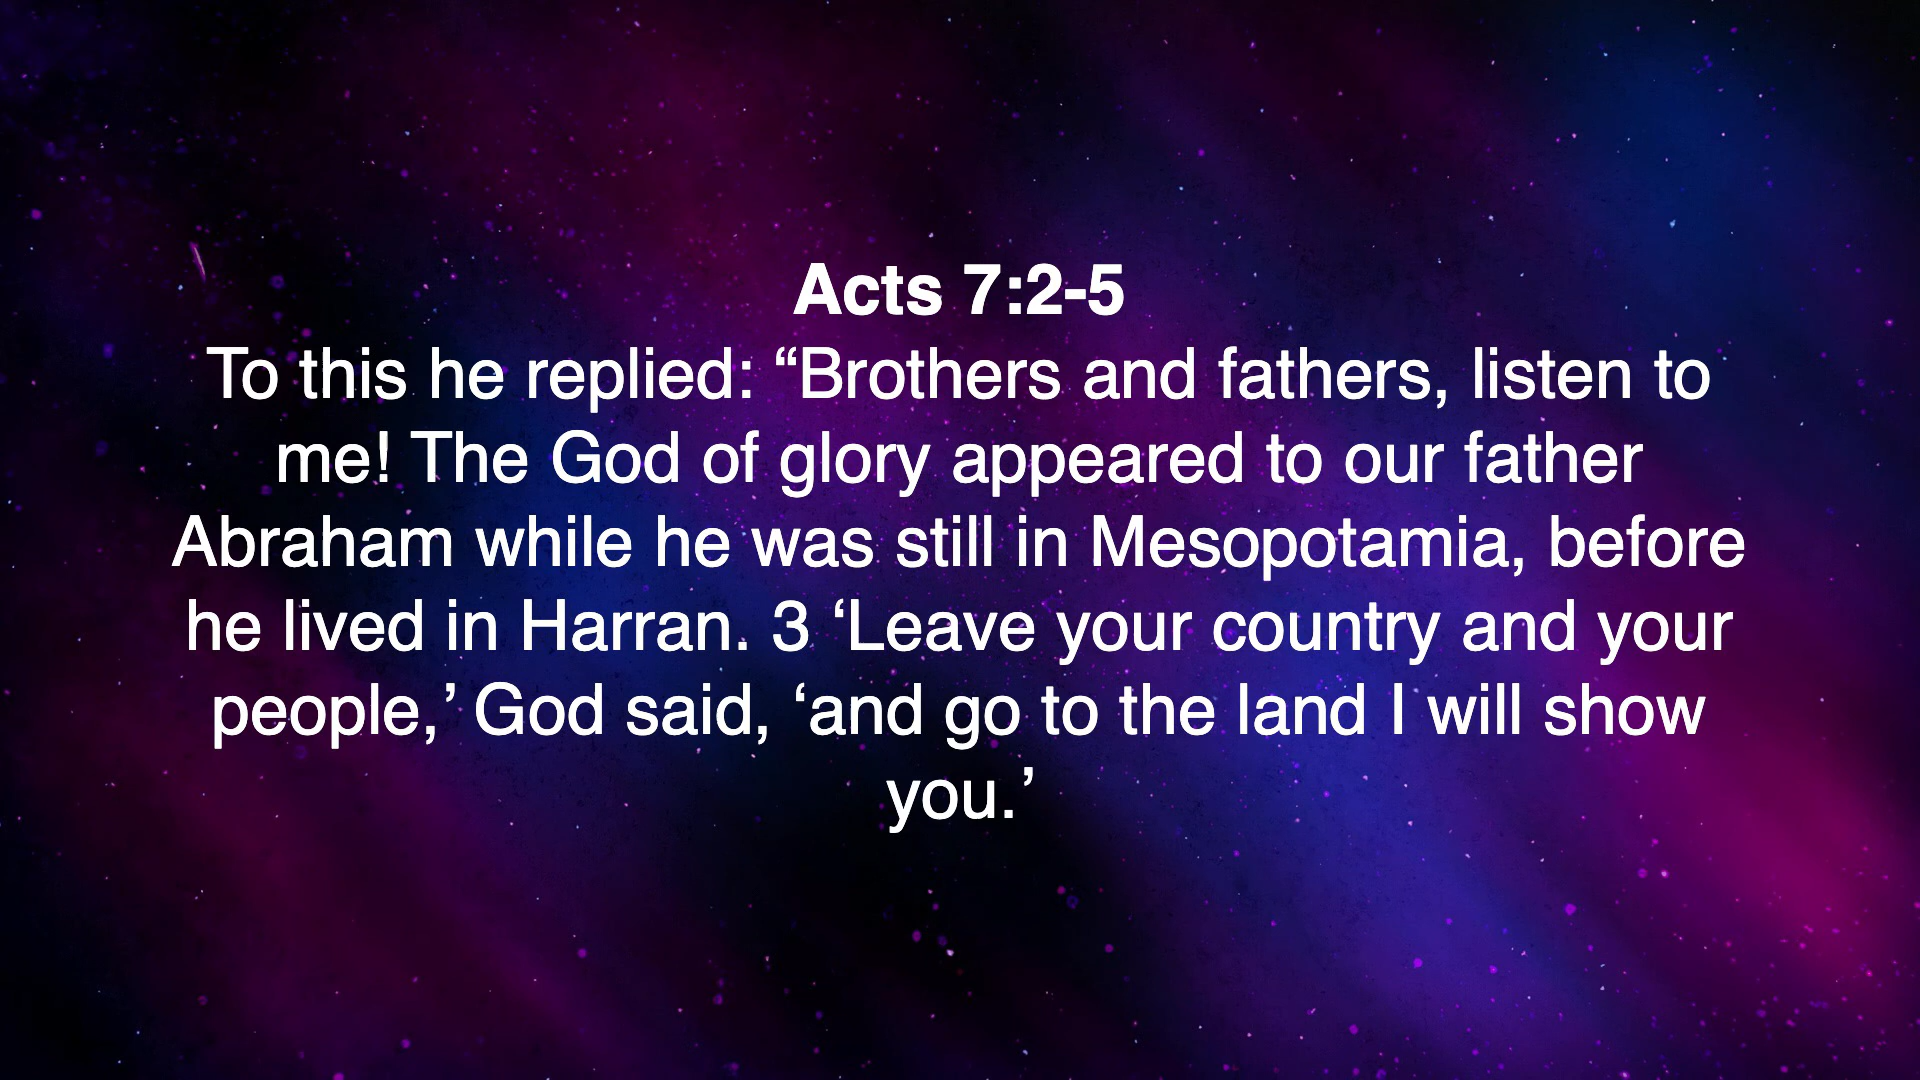 Acts 7:2-5
To this he replied: “Brothers and fathers, listen to
me! The God of glory appeared to our father
Abraham while he was still in Mesopotamia, before
he lived in Harran. 3 ‘Leave your country and your
people,’ God said, ‘and go to the land I will show
you.’